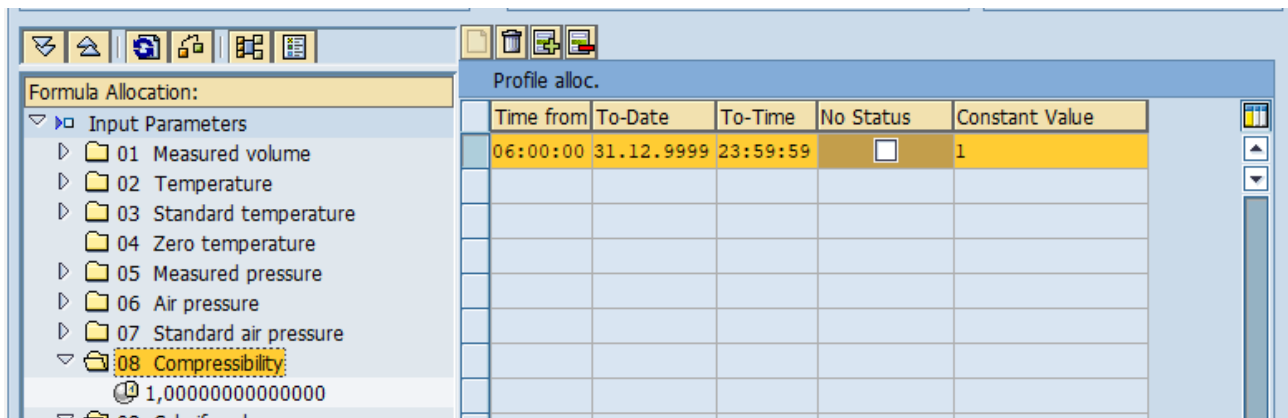 Formula Allocation:
Input Parameters
01 Measured volume
02 Temperature
03 Standard temperature
04 Zero temperature
05 Measured pressure
06 Air pressure
07 Standard air pressure
08 Compressibility
1,00000000000000
Profile alloc.
Time from To-Date To-Time No Status Constant Value
06:00:00 31.12.9999 23:59:59 1